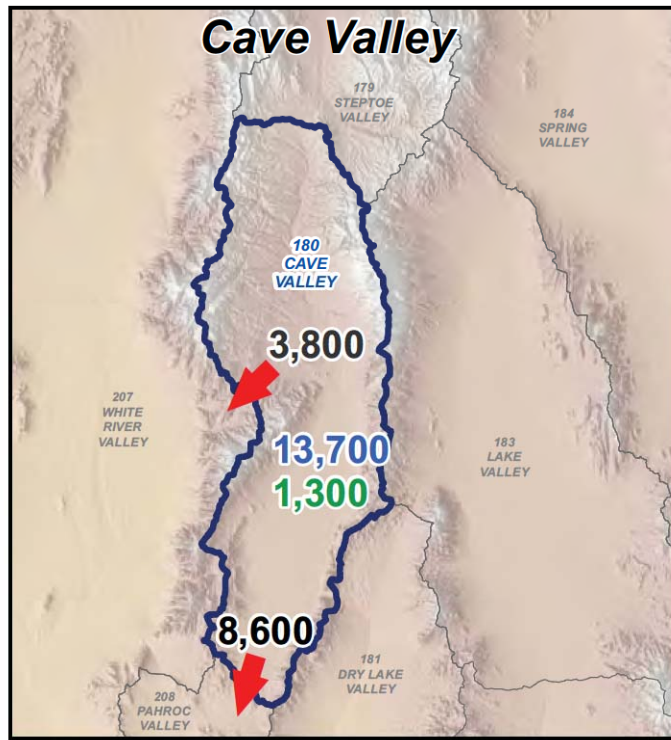 Cave Valley
179
STEPTOE
VALLEY
184
SPRING
VALLEY
180
CAVE
VALLEY
3,800
207
WHITE
RIVER
VALLEY
13,700
1,300
183
LAKE
VALLEY
8,600
181
DRY LAKE
VALLEY
208
PAHROC
VALLEY